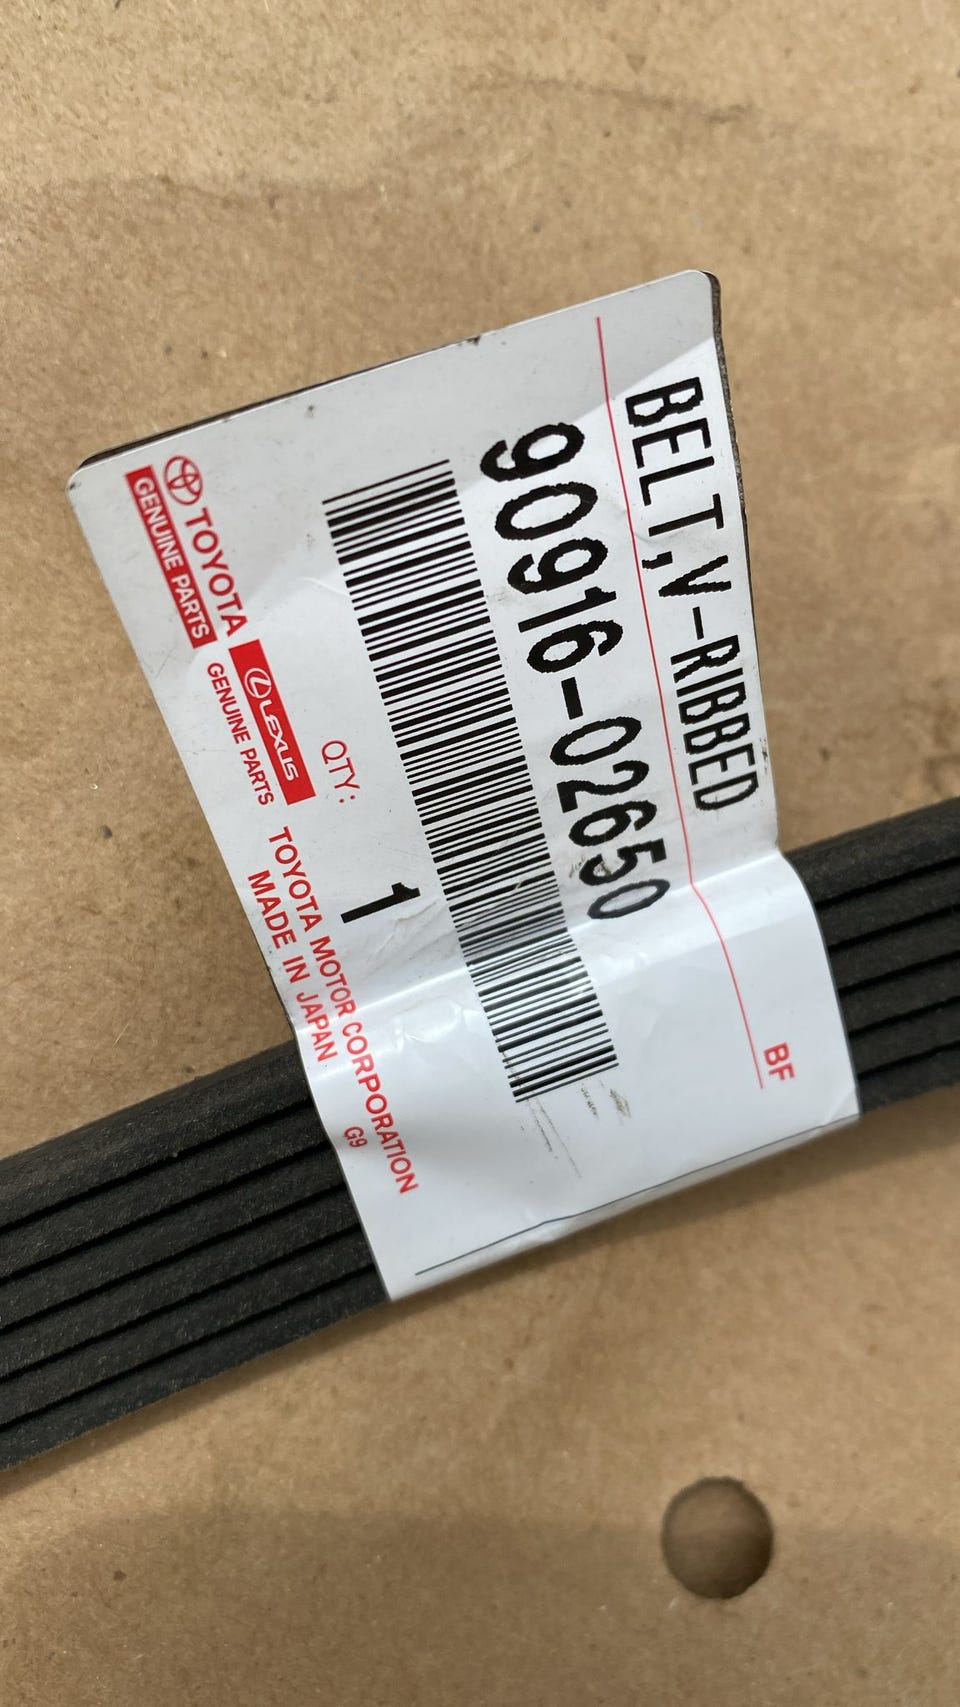 BELT,V-RIBBED
BF
90916-02650
QTY:
1
TOYOTA
GENUINE PARTS
LEXUS
GENUINE PARTS
TOYOTA MOTOR CORPORATION
MADE IN JAPAN
G9